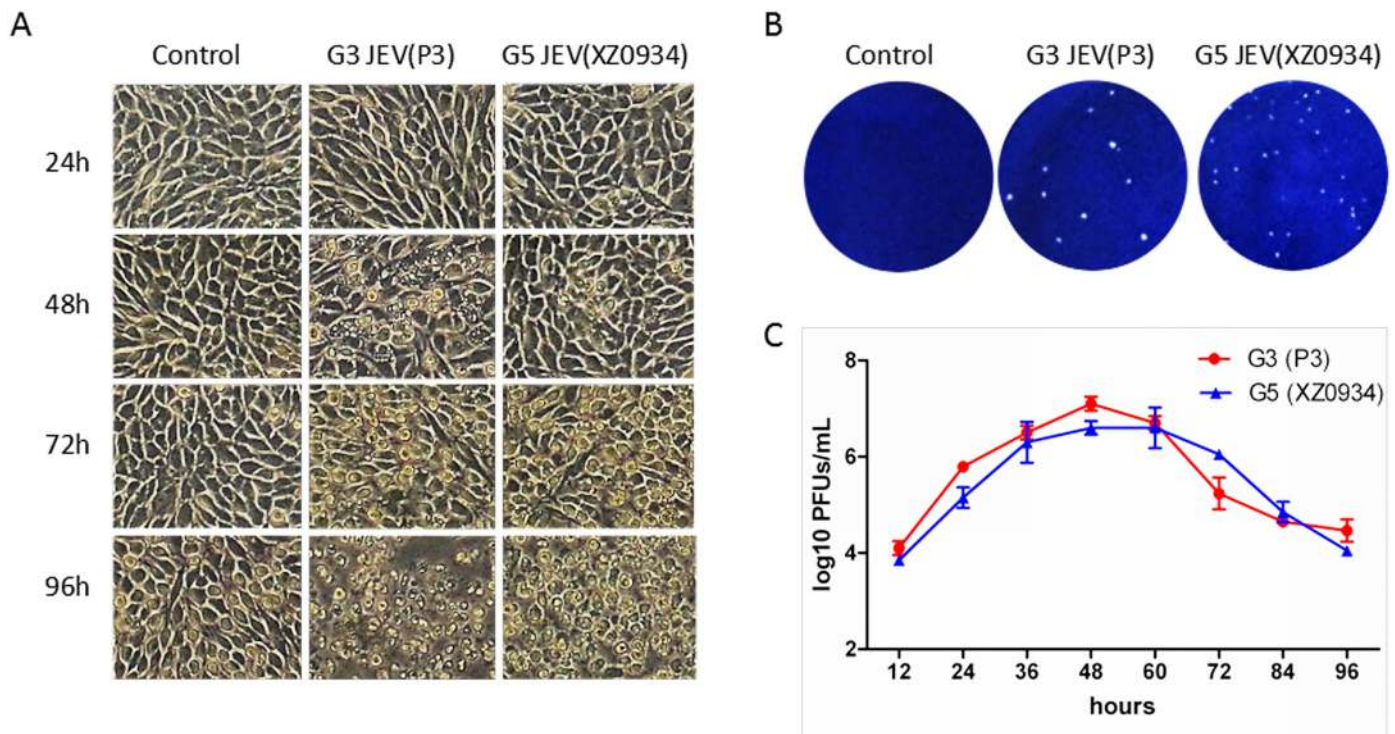 A
Control G3 JEV(P3) G5 JEV(XZ0934)
24h
48h
72h
96h
B
Control G3 JEV(P3) G5 JEV(XZ0934)
C
G3 (P3)
G5 (XZ0934)
log10 PFUs/mL
8
6
4
2
12 24 36 48 60 72 84 96
hours